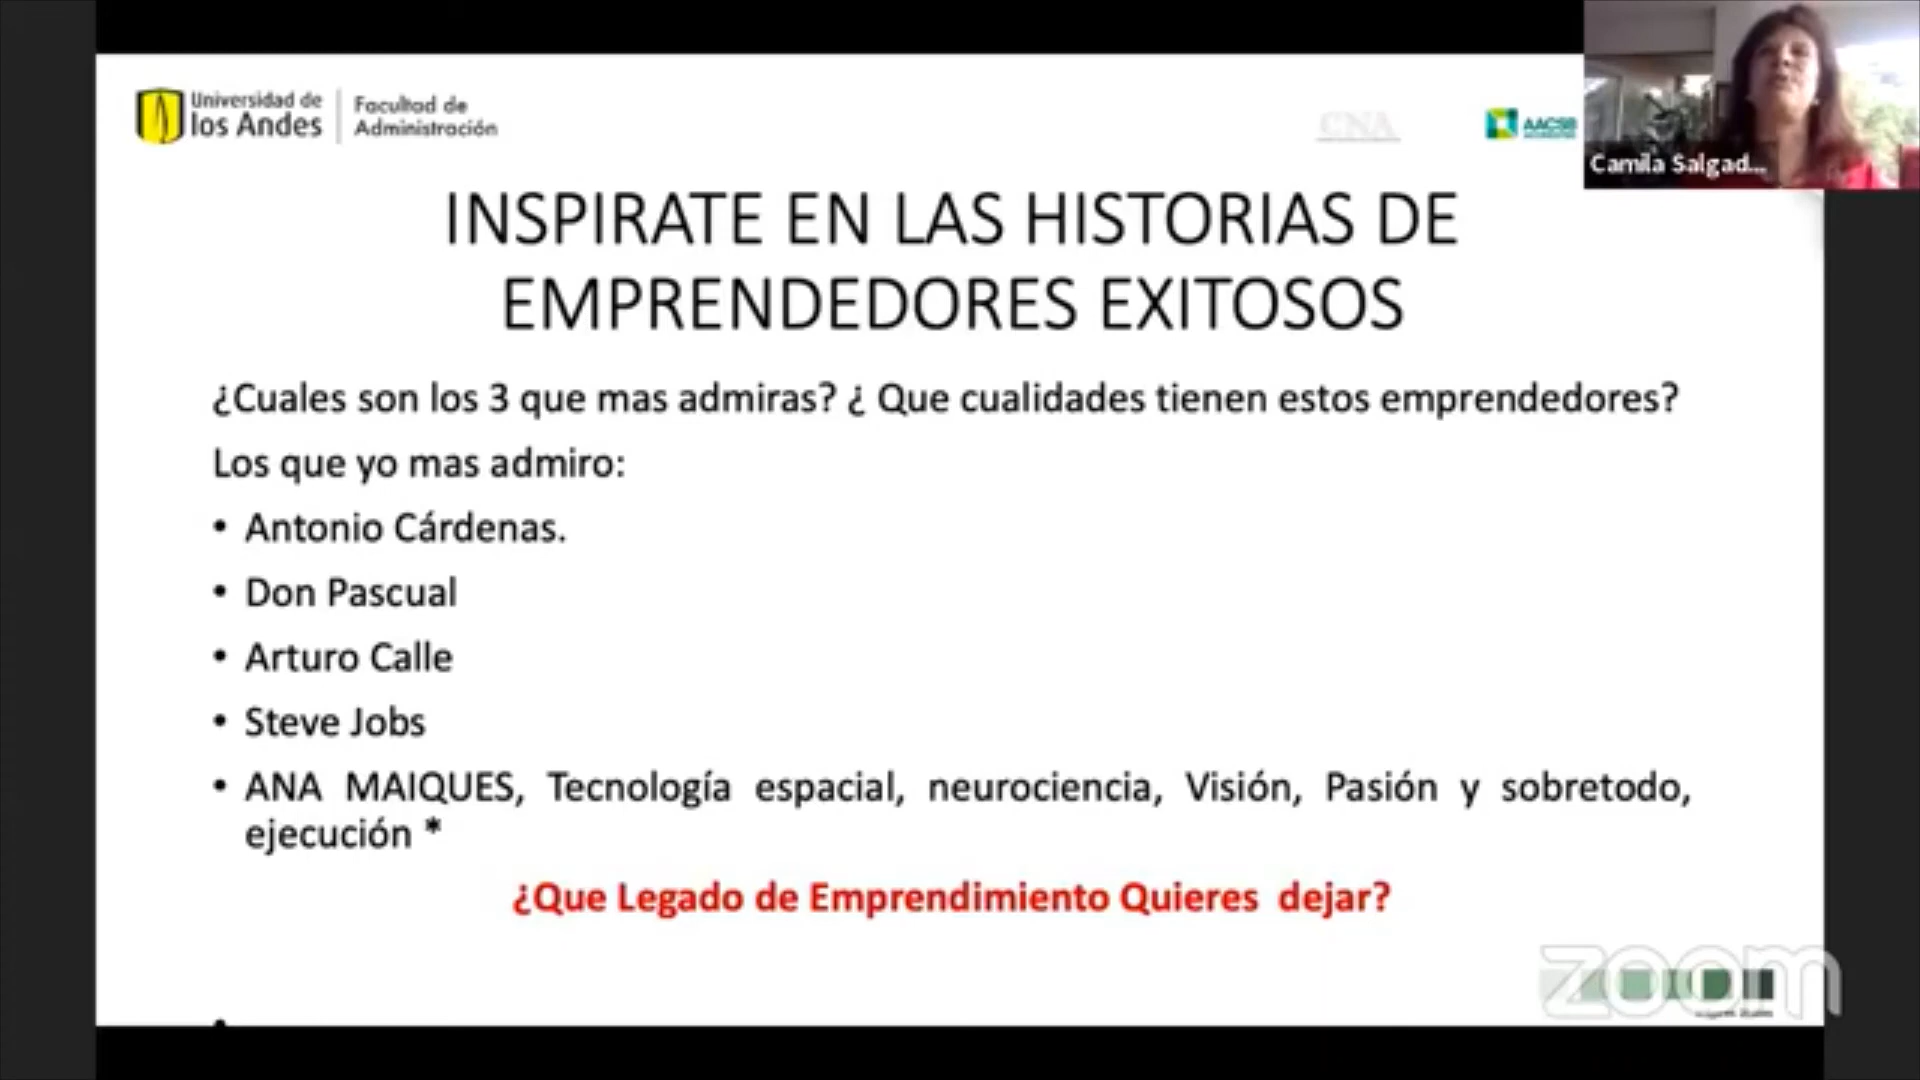 Universidad de
los Andes
Facultad de
Administración
CNA
AACSB
Camila Salgad...
INSPIRATE EN LAS HISTORIAS DE
EMPRENDEDORES EXITOSOS
¿Cuales son los 3 que mas admiras? ¿ Que cualidades tienen estos emprendedores?
Los que yo mas admiro:
• Antonio Cárdenas.
• Don Pascual
• Arturo Calle
• Steve Jobs
• ANA MAIQUES, Tecnología espacial, neurociencia, Visión, Pasión y sobretodo,
ejecución *
¿Que Legado de Emprendimiento Quieres dejar?
zoom